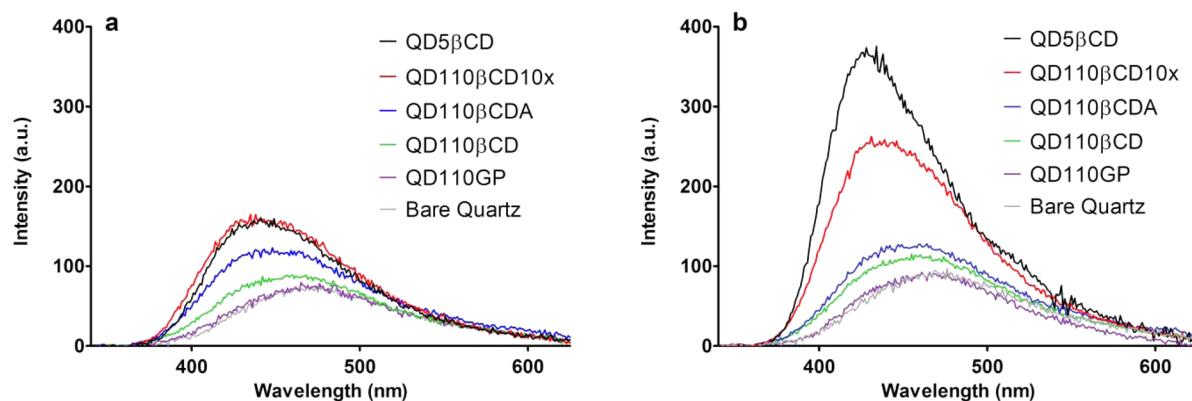 a
400
300
200
100
0
Intensity (a.u.)
QD5βCD
QD110βCD10x
QD110βCDA
QD110βCD
QD110GP
Bare Quartz
400
500
600
Wavelength (nm)
b
400
300
200
100
0
Intensity (a.u.)
QD5βCD
QD110βCD10x
QD110βCDA
QD110βCD
QD110GP
Bare Quartz
400
500
600
Wavelength (nm)